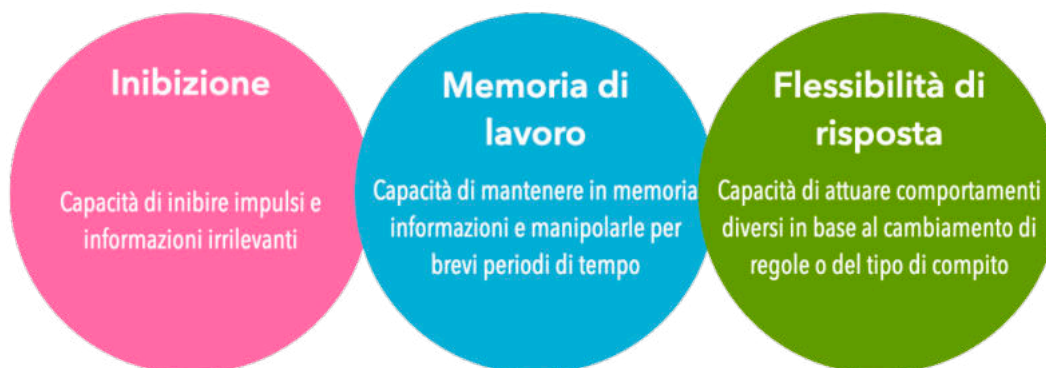 Inibizione
Capacità di inibire impulsi e
informazioni irrilevanti
Memoria di
lavoro
Capacità di mantenere in memoria
informazioni e manipolarle per
brevi periodi di tempo
Flessibilità di
risposta
Capacità di attuare comportamenti
diversi in base al cambiamento di
regole o del tipo di compito